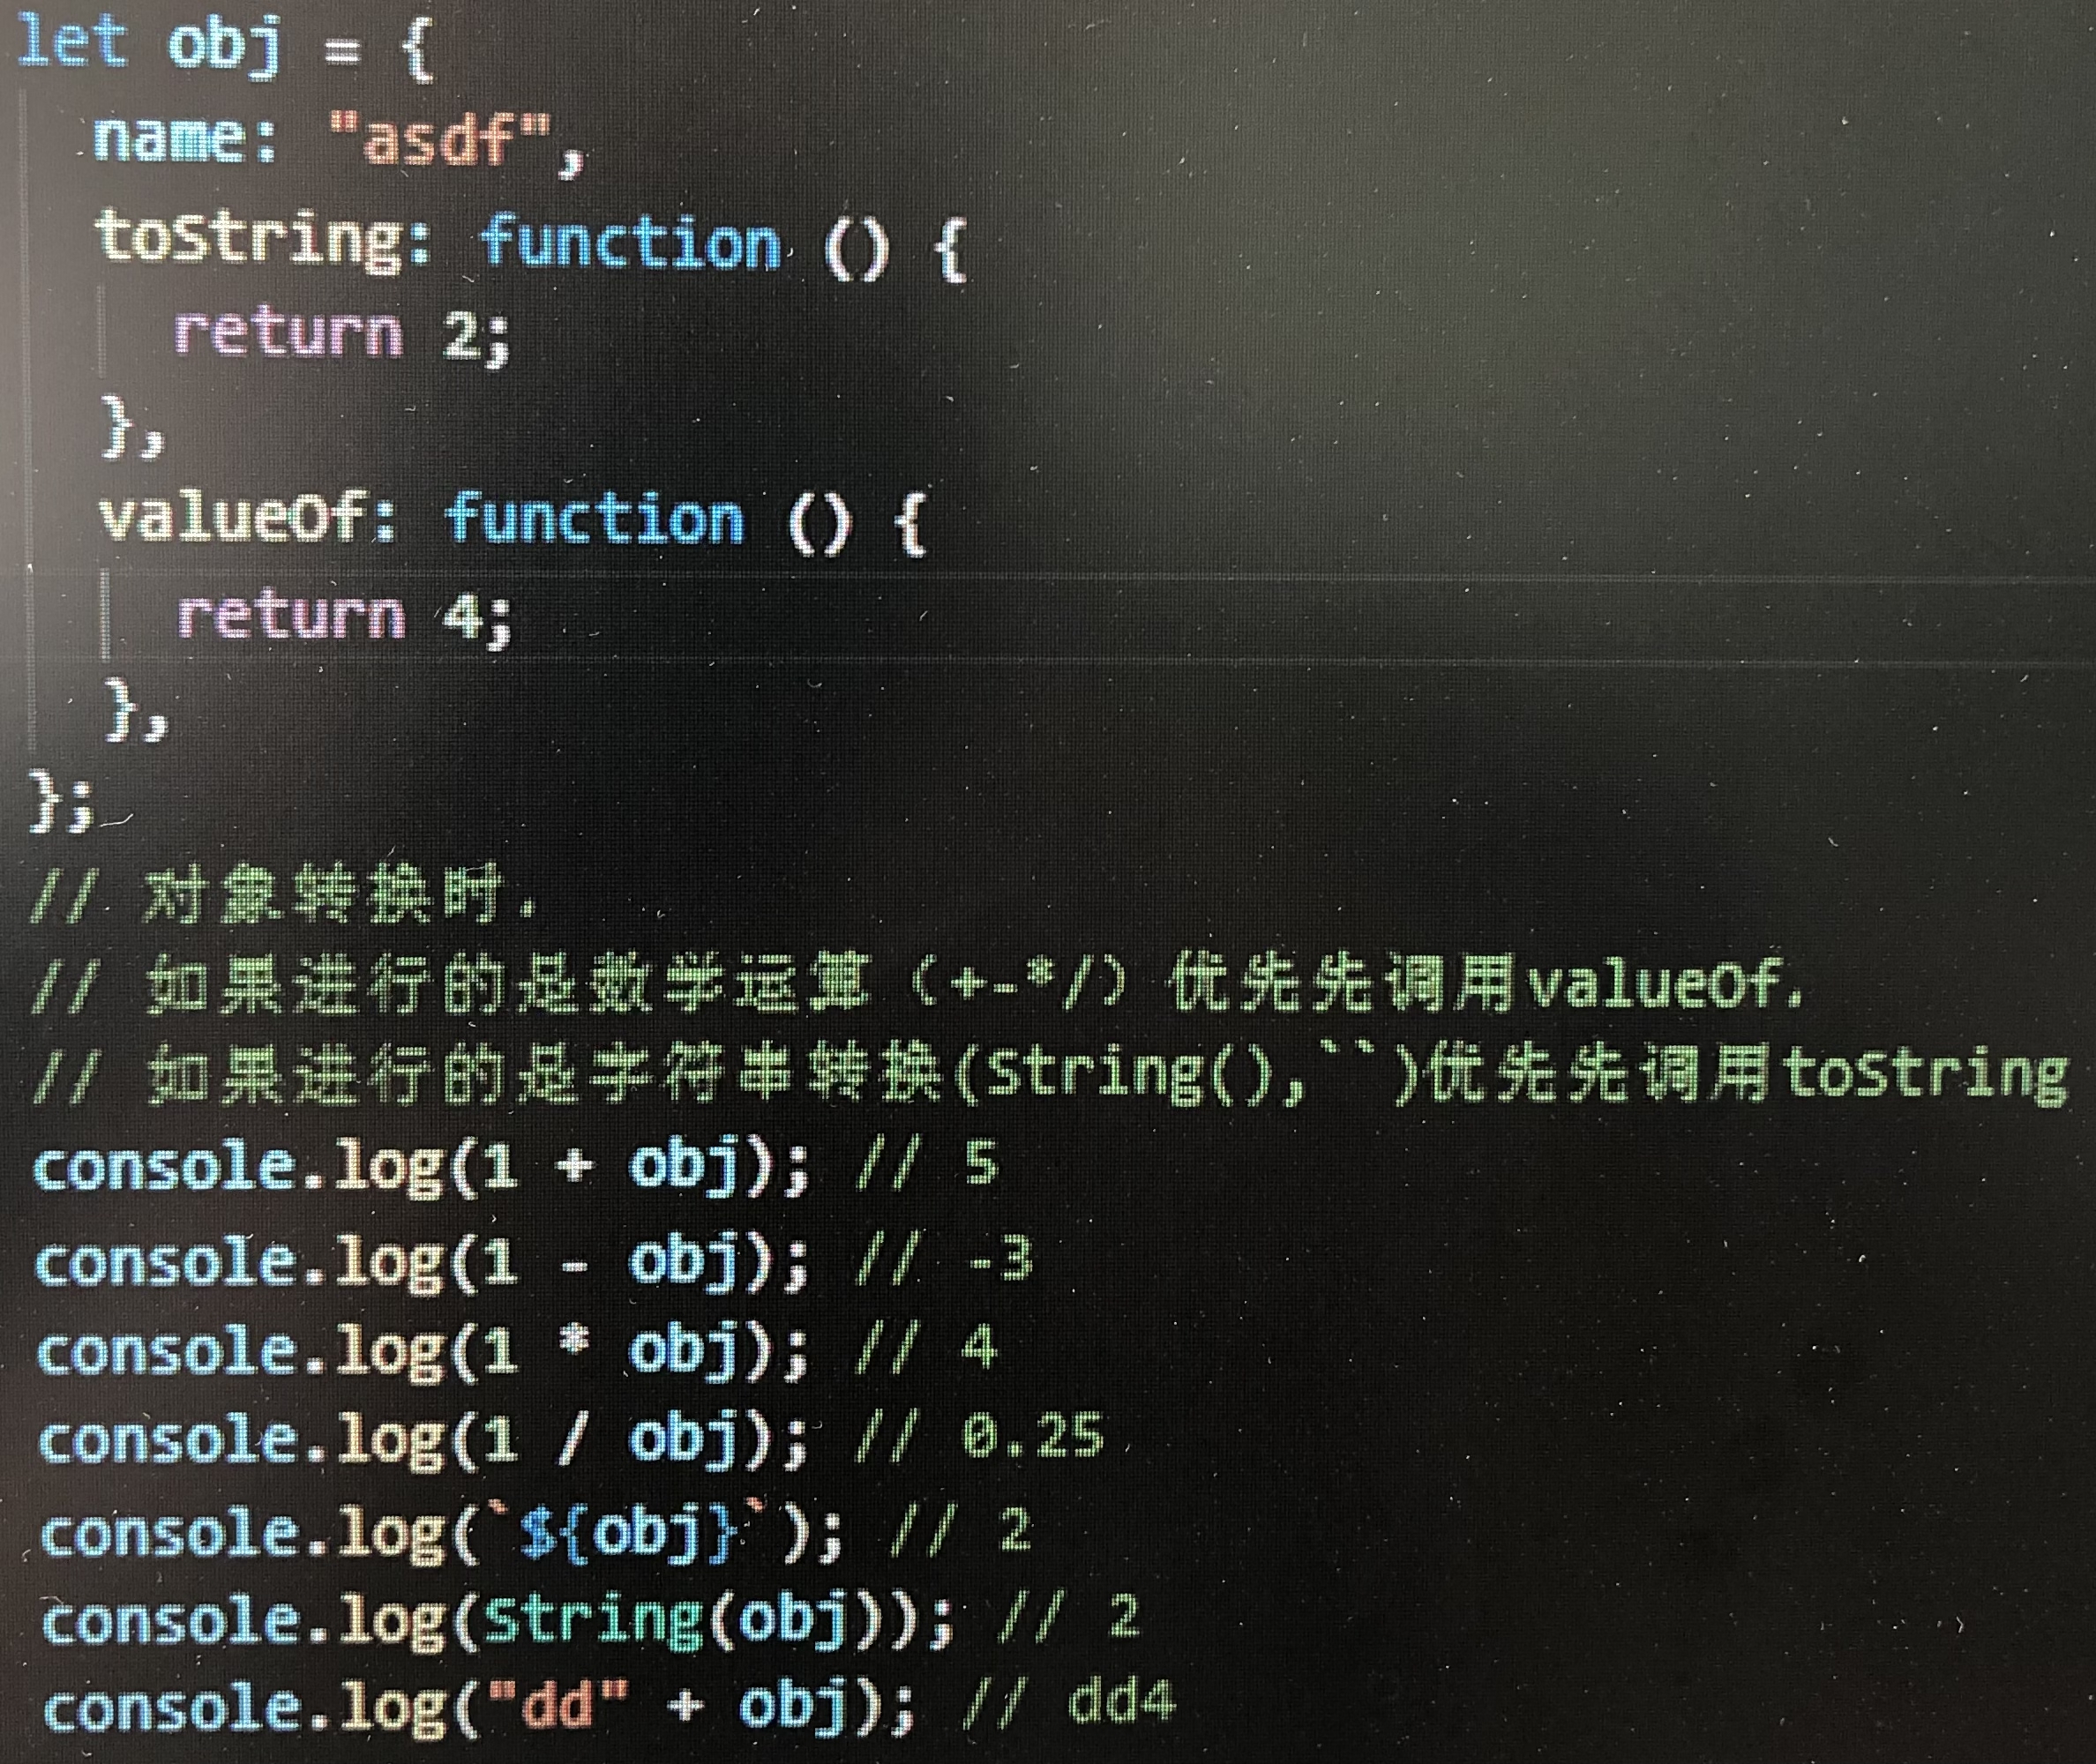 let obj = {
  name: "asdf",
  toString: function () {
    return 2;
  },
  valueOf: function () {
    return 4;
  },
};
// 对象转换时.
// 如果进行的是数学运算（+-*/）优先先调用valueOf.
// 如果进行的是字符串转换(String(),``)优先先调用toString
console.log(1 + obj); // 5
console.log(1 - obj); // -3
console.log(1 * obj); // 4
console.log(1 / obj); // 0.25
console.log(`${obj}`); // 2
console.log(String(obj)); // 2
console.log("dd" + obj); // dd4